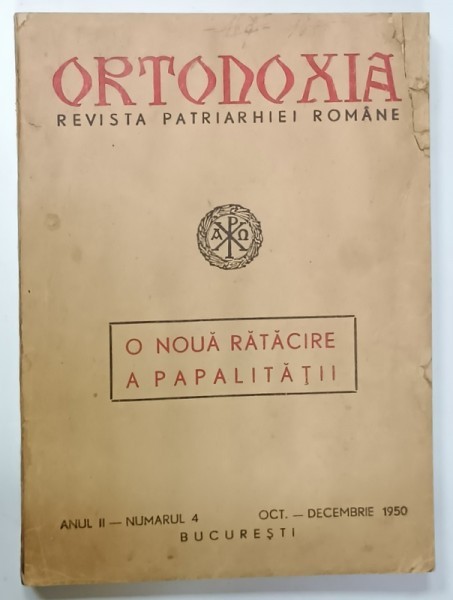 ORTODOXIA
REVISTA PATRIARHIEI ROMÂNE
A P Ω
O NOUĂ RĂTĂCIRE
A PAPALITĂŢII
ANUL II — NUMARUL 4 OCT. — DECEMBRIE 1950
BUCUREŞTI